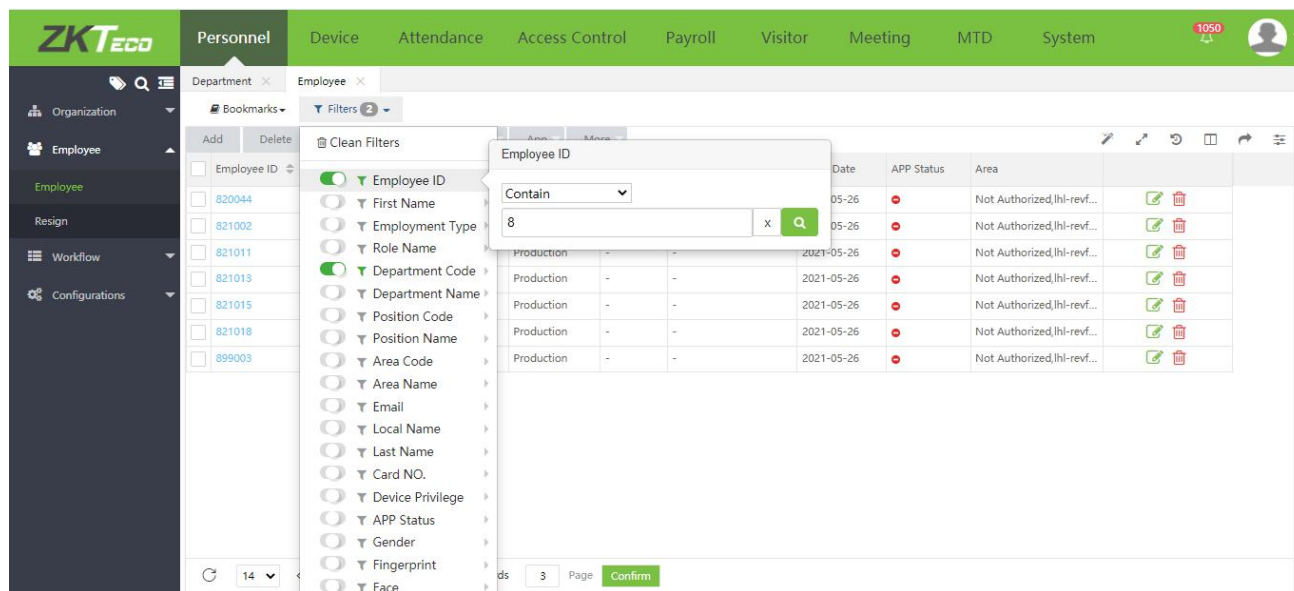 ZKTeco Personnel Device Attendance Access Control Payroll Visitor Meeting MTD System 1050
Department × Employee ×
Organization
Employee
Employee
Resign
Workflow
Configurations
Bookmarks Filters 2
Add Delete More
Employee ID Date APP Status Area
820044 05-26 Not Authorized,lhl-revf...
821002 05-26 Not Authorized,lhl-revf...
821011 Production - - 2021-05-26 Not Authorized,lhl-revf...
821013 Production - - 2021-05-26 Not Authorized,lhl-revf...
821015 Production - - 2021-05-26 Not Authorized,lhl-revf...
821018 Production - - 2021-05-26 Not Authorized,lhl-revf...
899003 Production - - 2021-05-26 Not Authorized,lhl-revf...
Clean Filters
Employee ID
First Name
Employment Type
Role Name
Department Code
Department Name
Position Code
Position Name
Area Code
Area Name
Email
Local Name
Last Name
Card NO.
Device Privilege
APP Status
Gender
Fingerprint
Face
Employee ID
Contain
8 x
14 ds 3 Page Confirm